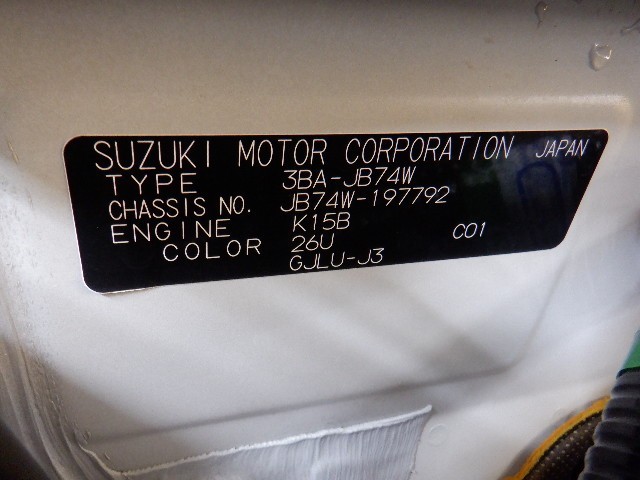 SUZUKI MOTOR CORPORATION JAPAN
TYPE 3BA-JB74W
CHASSIS NO. JB74W-197792
ENGINE K15B
COLOR 26U C01
GJLU-J3